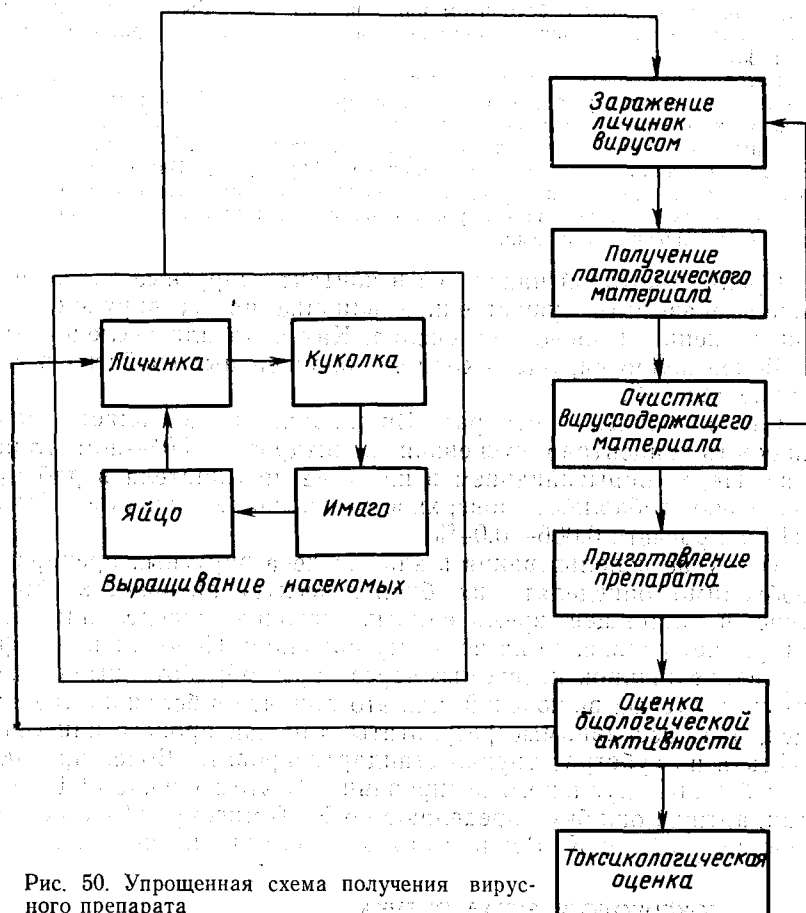 Заражение
личинок
вирусом
Получение
патологического
материала
Личинка
Куколка
Очистка
вируссодержащего
материала
Яйцо
Имаго
Выращивание насекомых
Приготовление
препарата
Оценка
биологической
активности
Токсикологическая
оценка
Рис. 50. Упрощенная схема получения вирус-
ного препарата